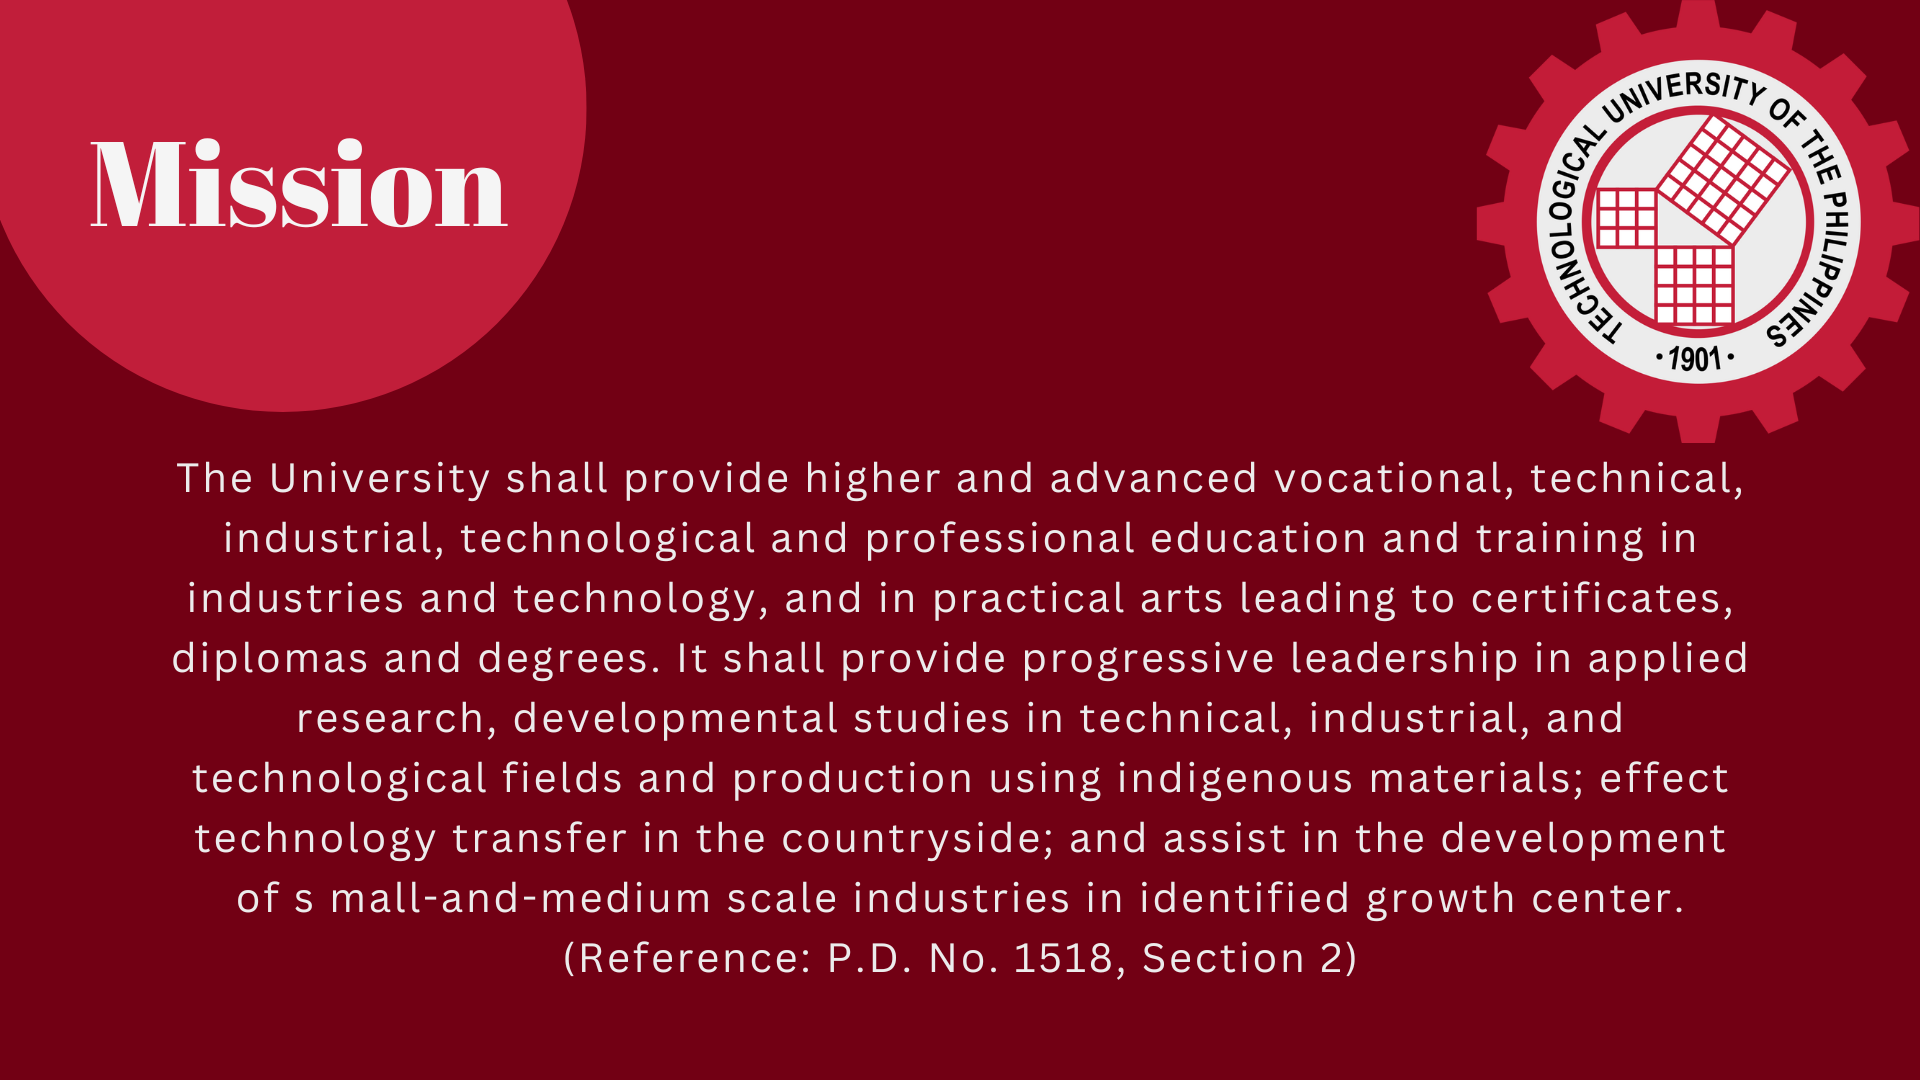 Mission
TECHNOLOGICAL UNIVERSITY OF THE PHILIPPINES
· 1901 ·
The University shall provide higher and advanced vocational, technical,
industrial, technological and professional education and training in
industries and technology, and in practical arts leading to certificates,
diplomas and degrees. It shall provide progressive leadership in applied
research, developmental studies in technical, industrial, and
technological fields and production using indigenous materials; effect
technology transfer in the countryside; and assist in the development
of s mall-and-medium scale industries in identified growth center.
(Reference: P.D. No. 1518, Section 2)